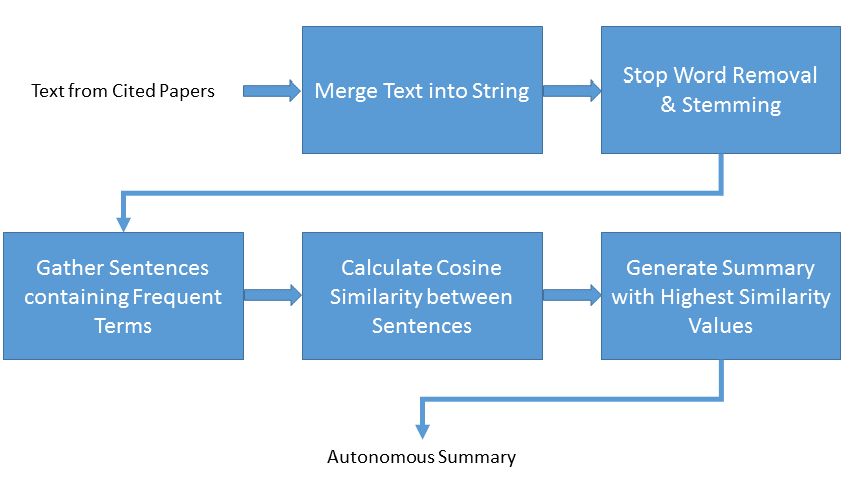 Text from Cited Papers
Merge Text into String
Stop Word Removal
& Stemming
Gather Sentences
containing Frequent
Terms
Calculate Cosine
Similarity between
Sentences
Generate Summary
with Highest Similarity
Values
Autonomous Summary